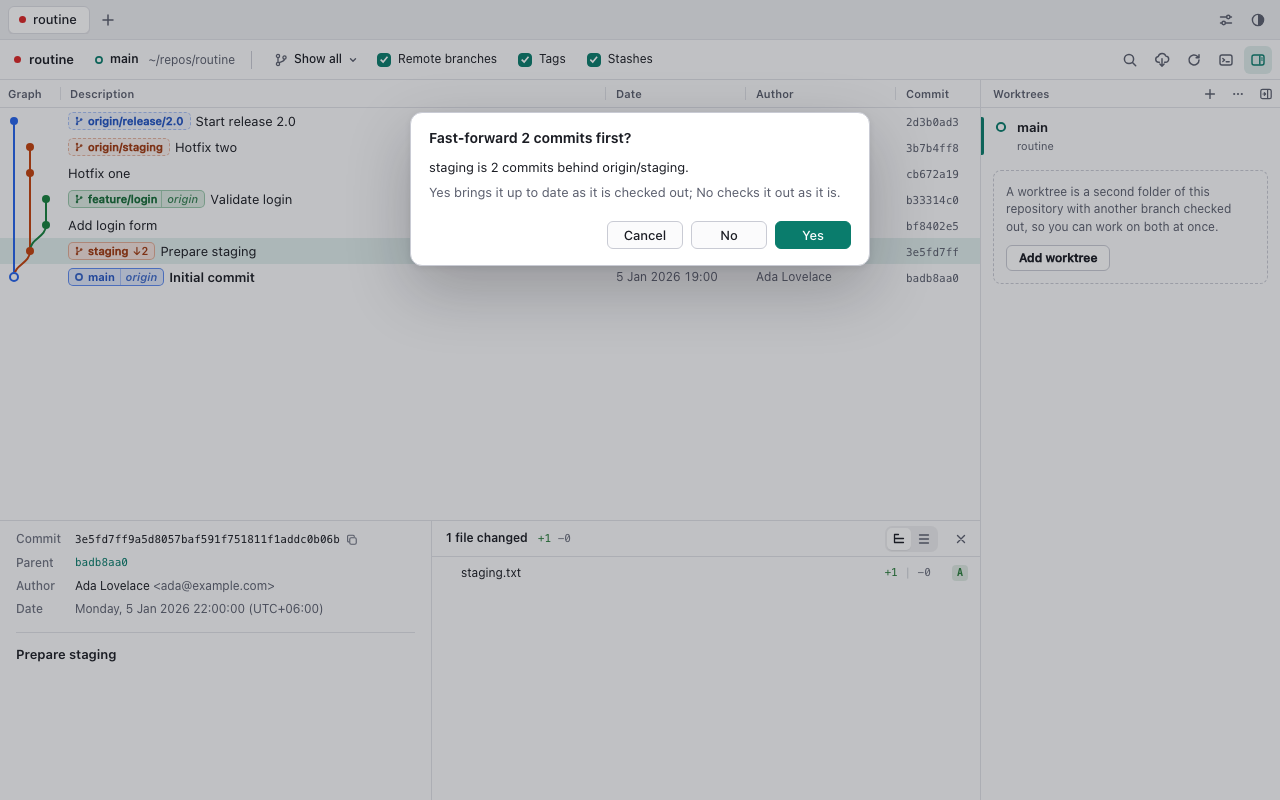 routine
routine main ~/repos/routine Show all Remote branches Tags Stashes
Graph Description Date Author Commit Worktrees
origin/release/2.0 Start release 2.0 2d3b0ad3
origin/staging Hotfix two 3b7b4ff8
Hotfix one cb672a19
feature/login origin Validate login b33314c0
Add login form bf8402e5
staging ↓2 Prepare staging 3e5fd7ff
main origin Initial commit 5 Jan 2026 19:00 Ada Lovelace badb8aa0
Fast-forward 2 commits first?
staging is 2 commits behind origin/staging.
Yes brings it up to date as it is checked out; No checks it out as it is.
Cancel No Yes
main
routine
A worktree is a second folder of this
repository with another branch checked
out, so you can work on both at once.
Add worktree
Commit 3e5fd7ff9a5d8057baf591f751811f1addc0b06b
Parent badb8aa0
Author Ada Lovelace <ada@example.com>
Date Monday, 5 Jan 2026 22:00:00 (UTC+06:00)
Prepare staging
1 file changed +1 −0
staging.txt +1 | −0 A